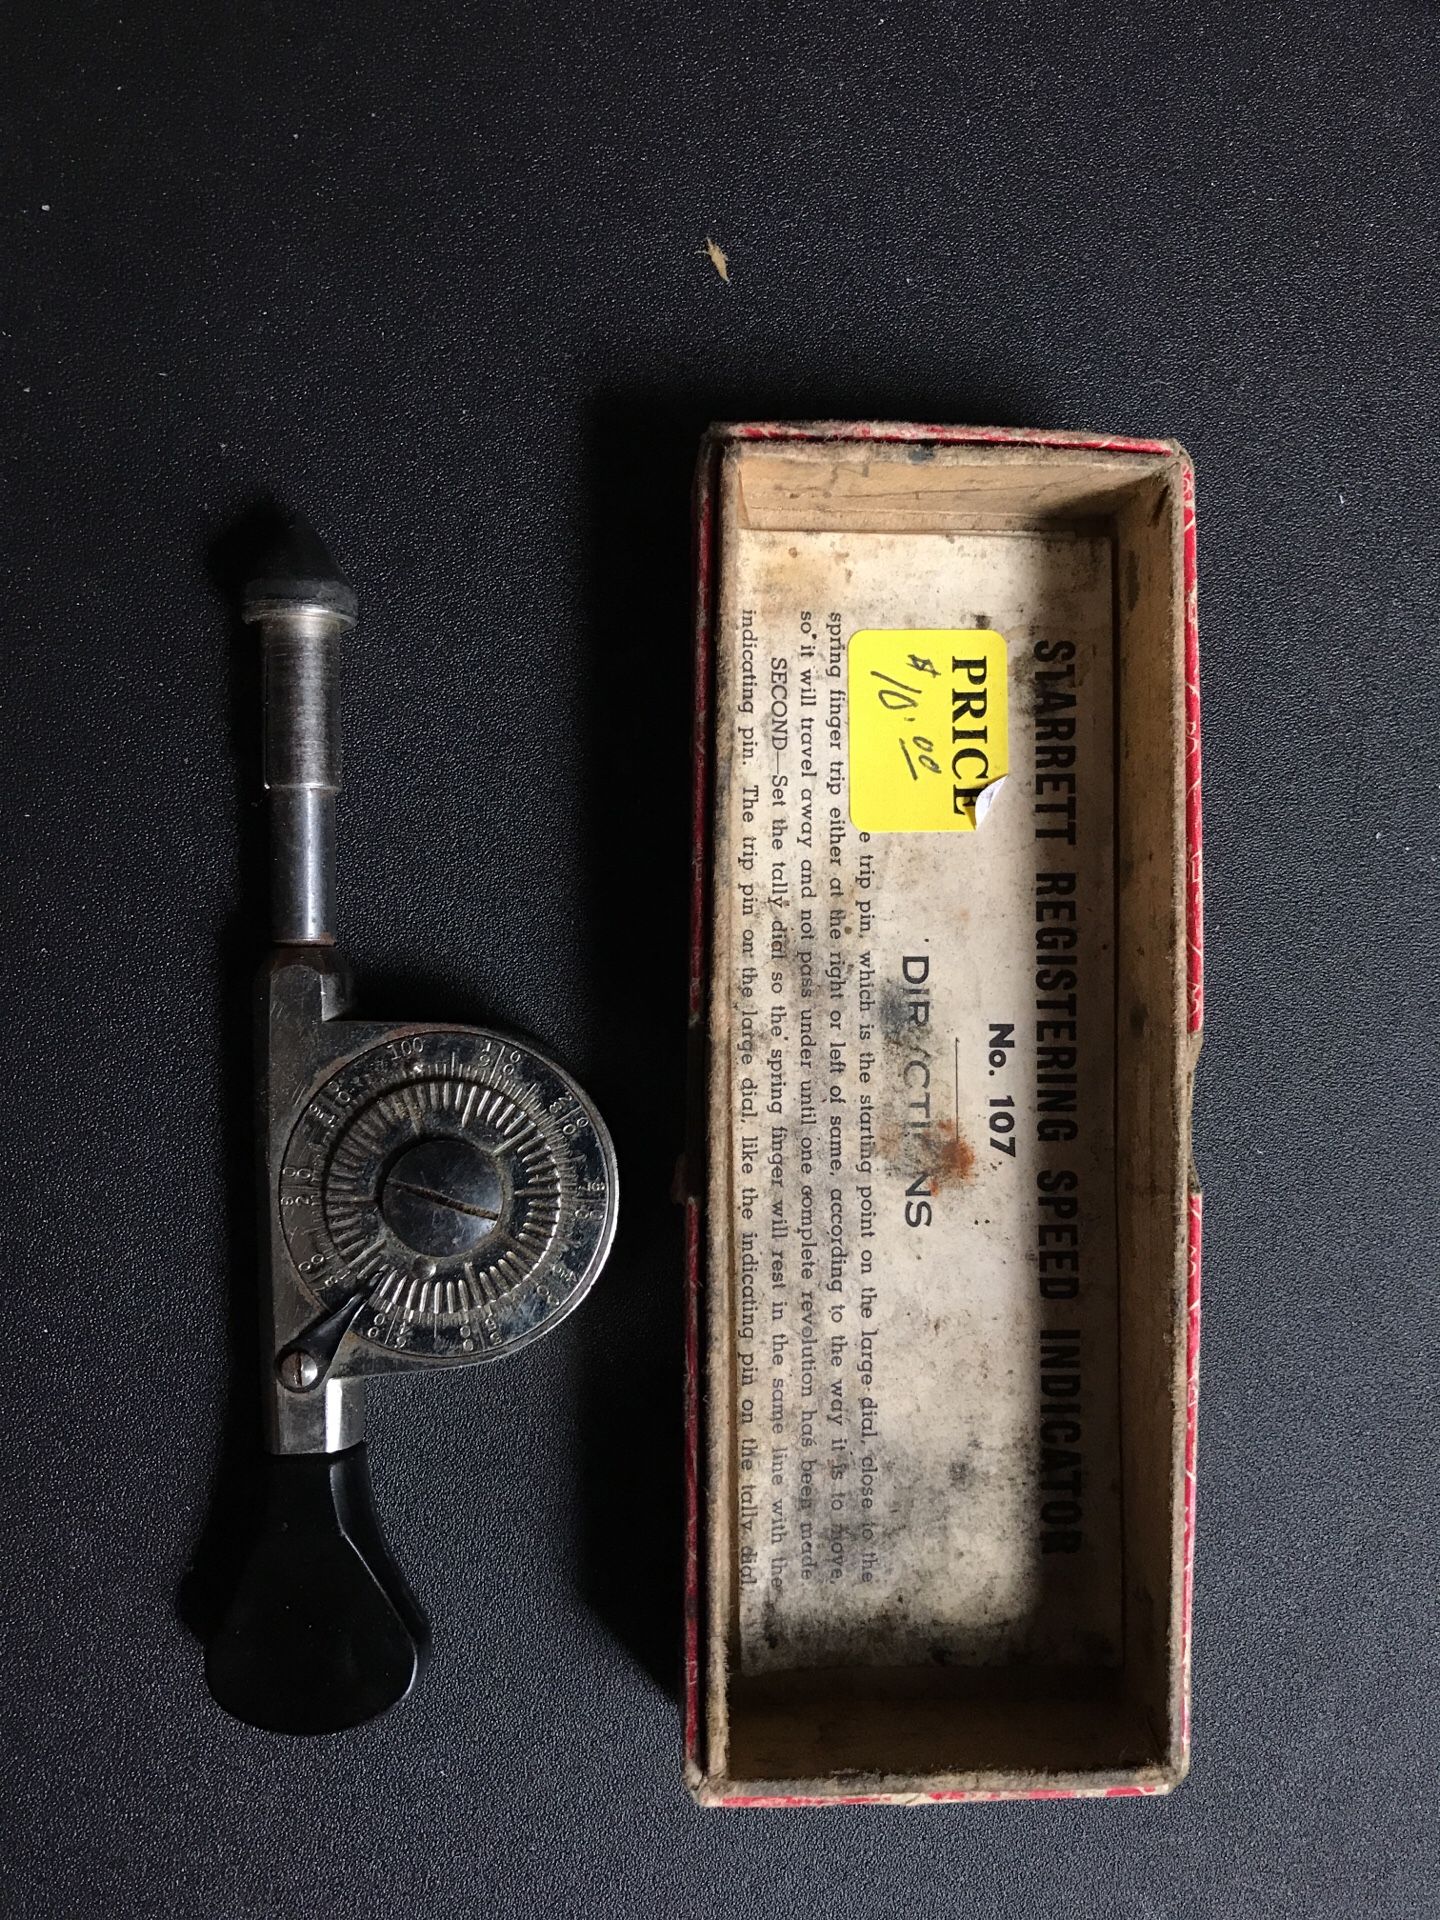 STARRETT REGISTERING SPEED INDICATOR
No. 107
PRICE
$10.00
DIRECTIONS
e trip pin, which is the starting point on the large dial, close to the
spring finger trip either at the right or left of same, according to the way it is to move,
so it will travel away and not pass under until one complete revolution has been made
SECOND—Set the tally dial so the spring finger will rest in the same line with the
indicating pin. The trip pin on the large dial, like the indicating pin on the tally dial,
100